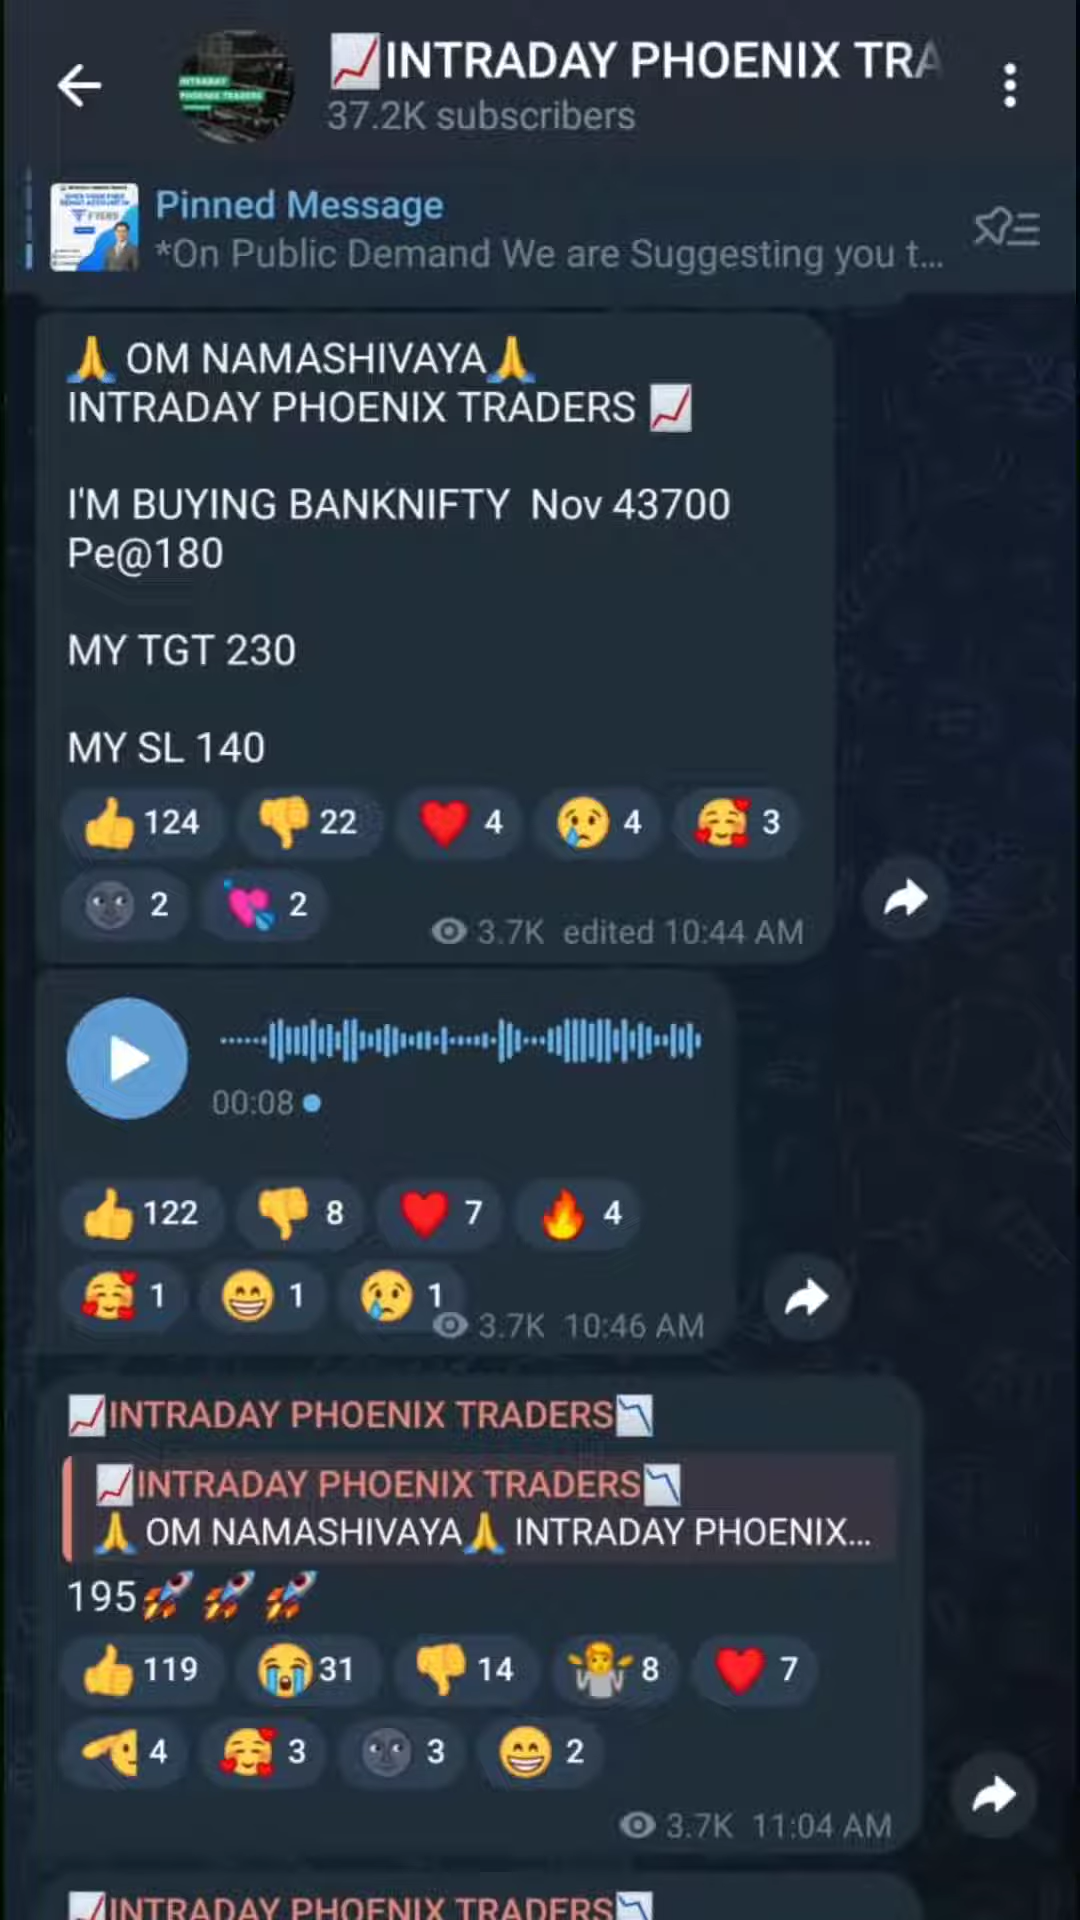 📈INTRADAY PHOENIX TRA
37.2K subscribers
INTRADAY
PHOENIX TRADERS
Pinned Message
*On Public Demand We are Suggesting you t...
FYERS
🙏 OM NAMASHIVAYA🙏
INTRADAY PHOENIX TRADERS 📈
I'M BUYING BANKNIFTY Nov 43700
Pe@180
MY TGT 230
MY SL 140
👍 124 👎 22 ❤️ 4 😢 4 🥰 3
🌚 2 💘 2
3.7K edited 10:44 AM
00:08
👍 122 👎 8 ❤️ 7 🔥 4
🥰 1 😁 1 😢 1
3.7K 10:46 AM
📈INTRADAY PHOENIX TRADERS📉
📈INTRADAY PHOENIX TRADERS📉
🙏 OM NAMASHIVAYA🙏 INTRADAY PHOENIX...
195🚀🚀🚀
👍 119 😭 31 👎 14 🤷 8 ❤️ 7
🫡 4 🥰 3 🌚 3 😁 2
3.7K 11:04 AM
📈INTRADAY PHOENIX TRADERS📉